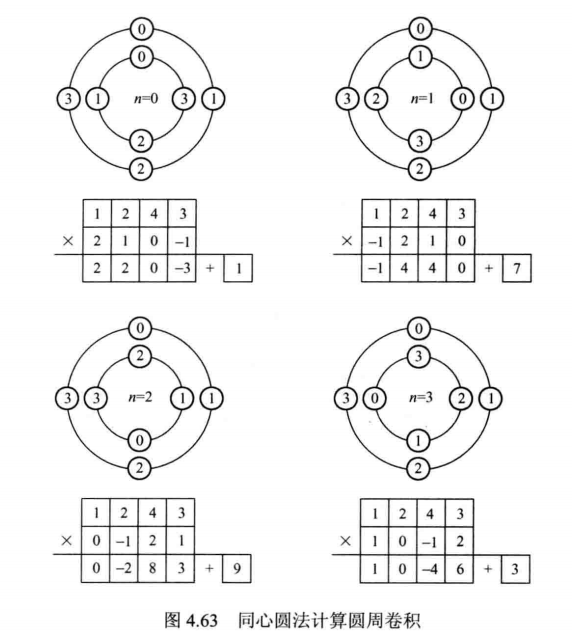 0 0
0 1
3 1 n=0 3 1 3 2 n=1 0 1
2 3
2 2
1 2 4 3 1 2 4 3
× 2 1 0 –1 × –1 2 1 0
2 2 0 –3 + 1 –1 4 4 0 + 7
0 0
2 3
3 3 n=2 1 1 3 0 n=3 2 1
0 1
2 2
1 2 4 3 1 2 4 3
× 0 –1 2 1 × 1 0 –1 2
0 –2 8 3 + 9 1 0 –4 6 + 3
图 4.63 同心圆法计算圆周卷积